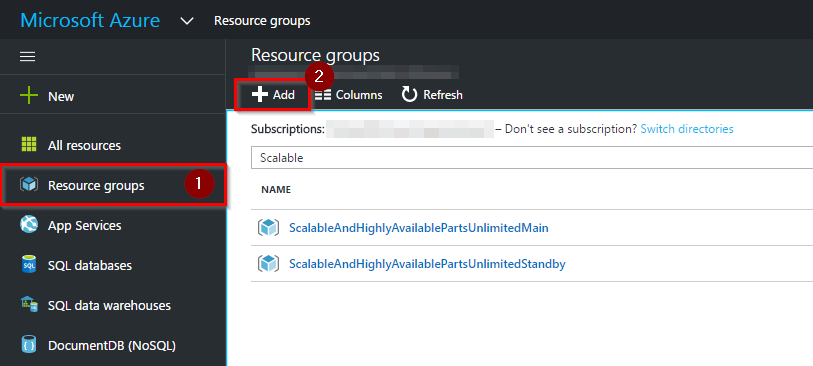 Microsoft Azure Resource groups
Resource groups
2
Add Columns Refresh
New
Subscriptions: – Don't see a subscription? Switch directories
All resources
Scalable
Resource groups 1
NAME
App Services
ScalableAndHighlyAvailablePartsUnlimitedMain
SQL databases
ScalableAndHighlyAvailablePartsUnlimitedStandby
SQL
SQL data warehouses
DocumentDB (NoSQL)